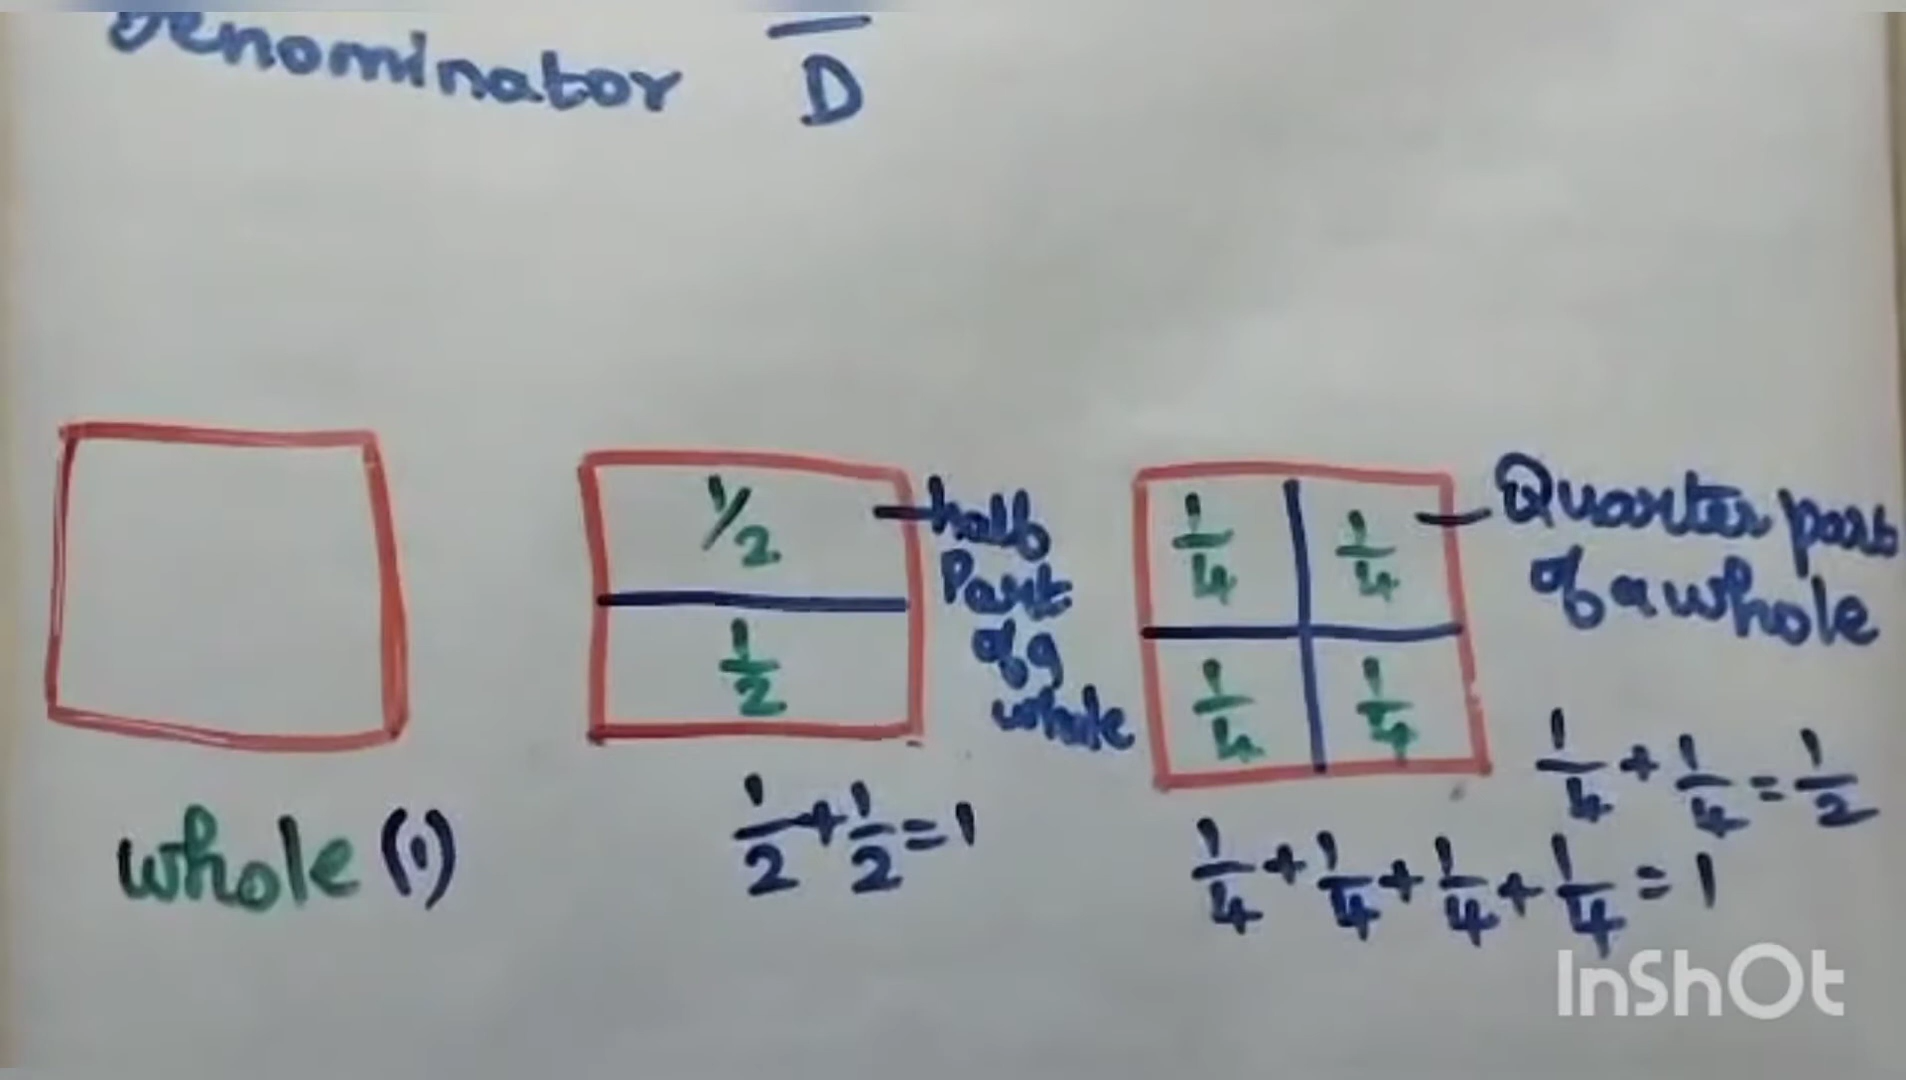 Denominator D
whole (1)
1/2
1/2
half
Part
of a
whole
1/2 + 1/2 = 1
1/4 1/4
1/4 1/4
Quarter part
of a whole
1/4 + 1/4 = 1/2
1/4 + 1/4 + 1/4 + 1/4 = 1
InShOt